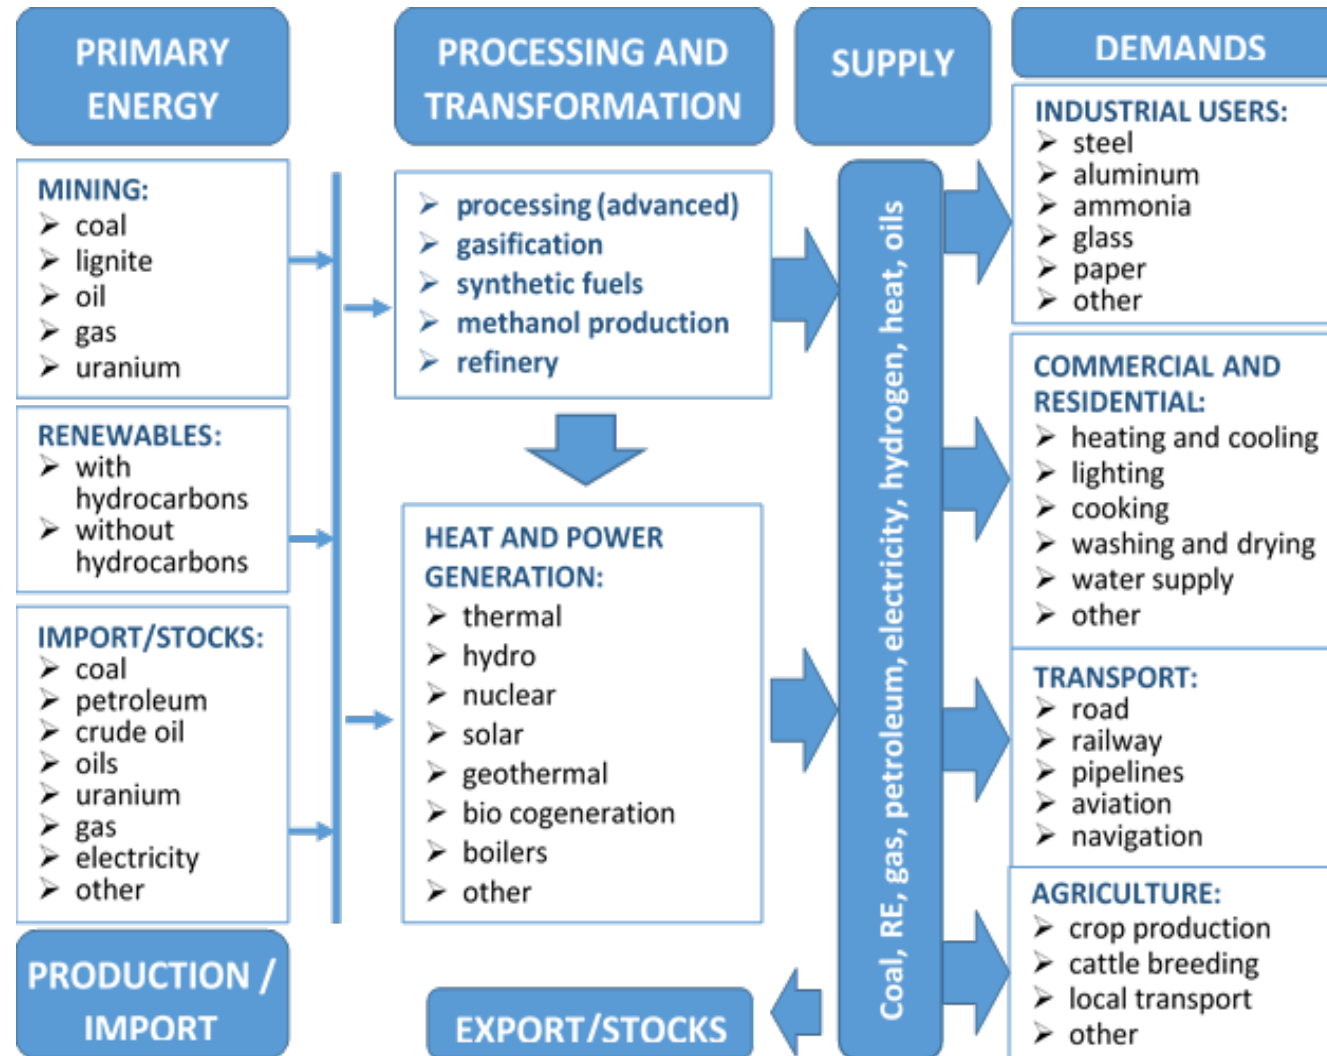 PRIMARY
ENERGY
MINING:
➢ coal
➢ lignite
➢ oil
➢ gas
➢ uranium
RENEWABLES:
➢ with
hydrocarbons
➢ without
hydrocarbons
IMPORT/STOCKS:
➢ coal
➢ petroleum
➢ crude oil
➢ oils
➢ uranium
➢ gas
➢ electricity
➢ other
PRODUCTION /
IMPORT
PROCESSING AND
TRANSFORMATION
➢ processing (advanced)
➢ gasification
➢ synthetic fuels
➢ methanol production
➢ refinery
HEAT AND POWER
GENERATION:
➢ thermal
➢ hydro
➢ nuclear
➢ solar
➢ geothermal
➢ bio cogeneration
➢ boilers
➢ other
EXPORT/STOCKS
SUPPLY
Coal, RE, gas, petroleum, electricity, hydrogen, heat, oils
DEMANDS
INDUSTRIAL USERS:
➢ steel
➢ aluminum
➢ ammonia
➢ glass
➢ paper
➢ other
COMMERCIAL AND
RESIDENTIAL:
➢ heating and cooling
➢ lighting
➢ cooking
➢ washing and drying
➢ water supply
➢ other
TRANSPORT:
➢ road
➢ railway
➢ pipelines
➢ aviation
➢ navigation
AGRICULTURE:
➢ crop production
➢ cattle breeding
➢ local transport
➢ other